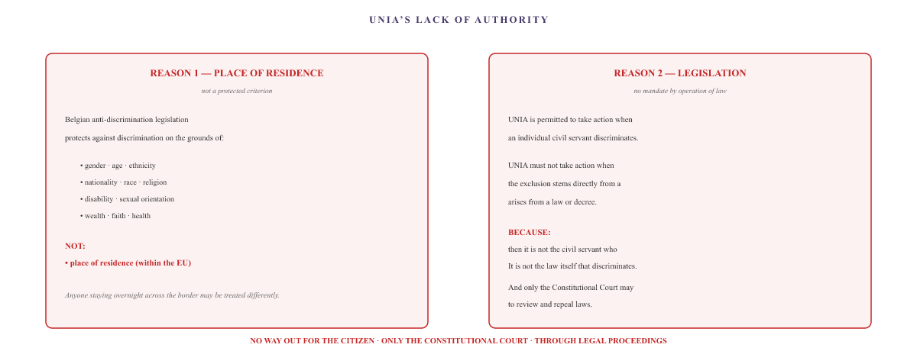 UNIA'S LACK OF AUTHORITY
REASON 1 — PLACE OF RESIDENCE
not a protected criterion
Belgian anti-discrimination legislation
protects against discrimination on the grounds of:
• gender · age · ethnicity
• nationality · race · religion
• disability · sexual orientation
• wealth · faith · health
NOT:
• place of residence (within the EU)
Anyone staying overnight across the border may be treated differently.
REASON 2 — LEGISLATION
no mandate by operation of law
UNIA is permitted to take action when
an individual civil servant discriminates.
UNIA must not take action when
the exclusion stems directly from a
arises from a law or decree.
BECAUSE:
then it is not the civil servant who
It is not the law itself that discriminates.
And only the Constitutional Court may
to review and repeal laws.
NO WAY OUT FOR THE CITIZEN · ONLY THE CONSTITUTIONAL COURT · THROUGH LEGAL PROCEEDINGS